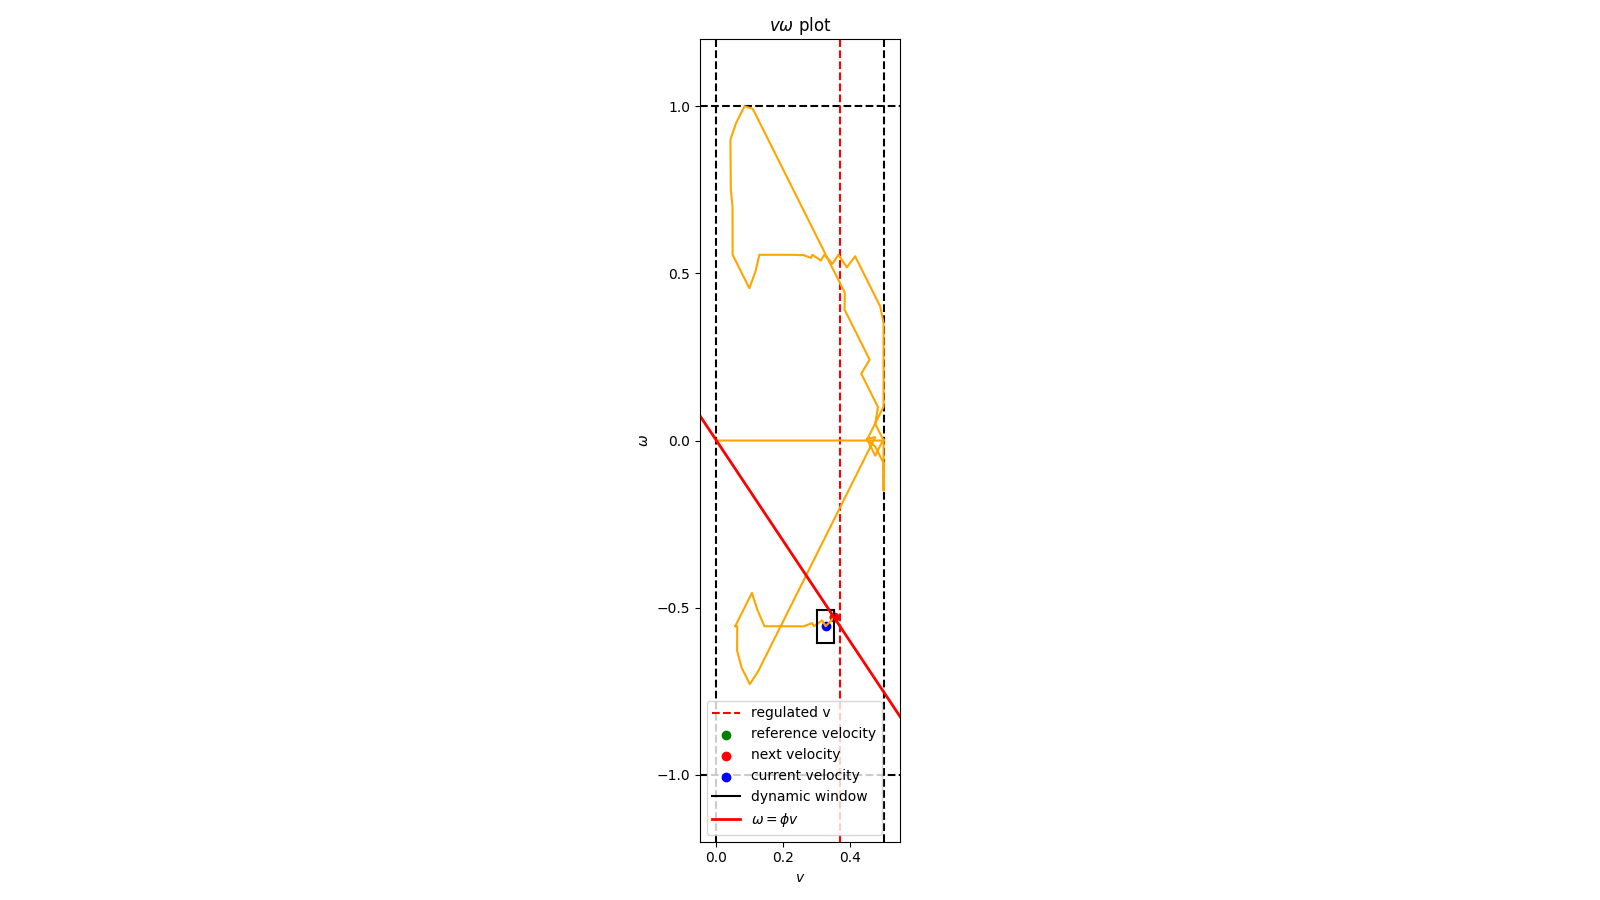 vω plot
1.0
0.5
0.0
−0.5
−1.0
ω
regulated v
reference velocity
next velocity
current velocity
dynamic window
ω = ϕv
0.0 0.2 0.4
v